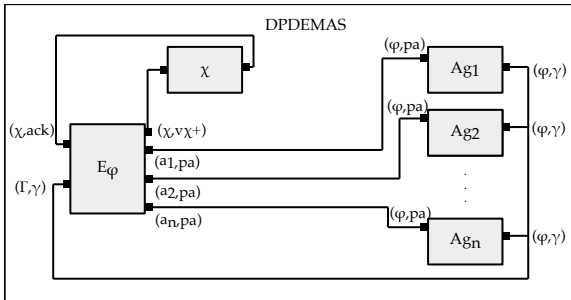 DPDEMAS
(φ,pa)
χ
Ag1
(φ,γ)
(φ,pa)
(χ,ack)
(χ,vχ+)
Ag2
(φ,γ)
Eφ
(a1,pa)
(Γ,γ)
(a2,pa)
(an,pa)
(φ,pa)
Agn
(φ,γ)